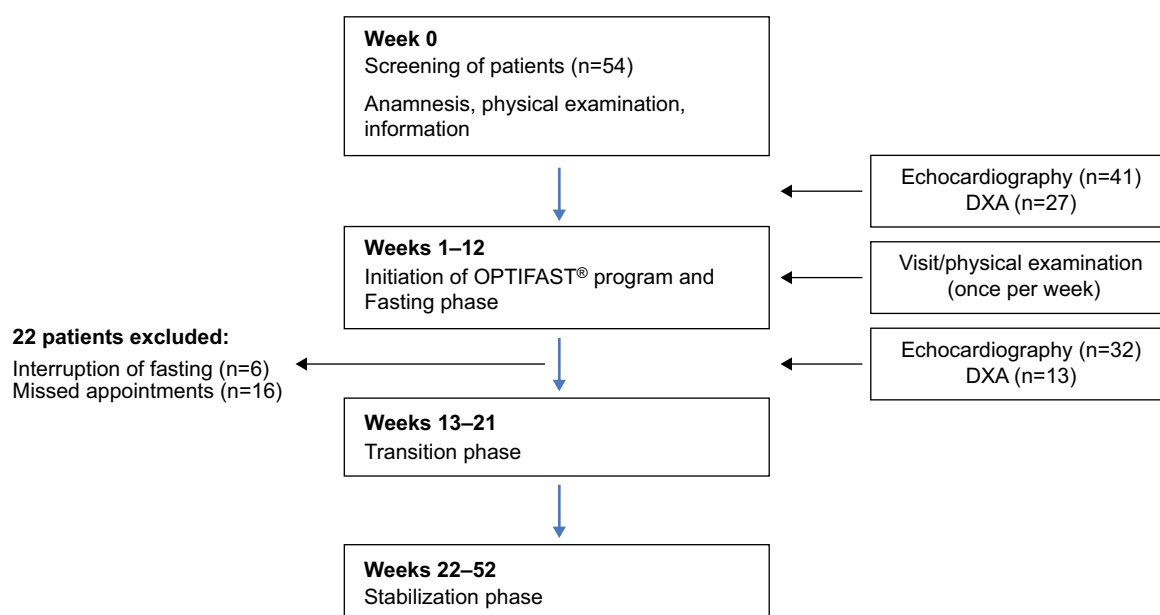 Week 0
Screening of patients (n=54)
Anamnesis, physical examination,
information
Echocardiography (n=41)
DXA (n=27)
Weeks 1–12
Initiation of OPTIFAST® program and
Fasting phase
Visit/physical examination
(once per week)
22 patients excluded:
Interruption of fasting (n=6)
Missed appointments (n=16)
Echocardiography (n=32)
DXA (n=13)
Weeks 13–21
Transition phase
Weeks 22–52
Stabilization phase